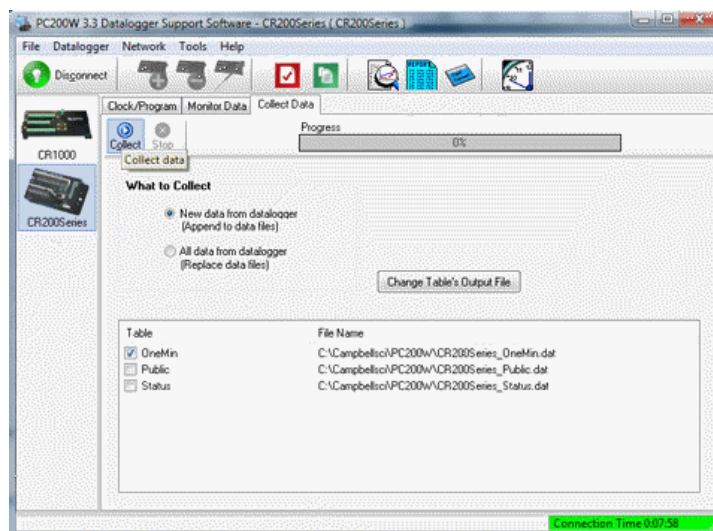 PC200W 3.3 Datalogger Support Software - CR200Series ( CR200Series )
File Datalogger Network Tools Help
Disconnect
REPORT
Clock/Program Monitor Data Collect Data
CR1000
CR200Series
Collect Stop
Collect data
Progress
0%
What to Collect
New data from datalogger
(Append to data files)
All data from datalogger
(Replace data files)
Change Table's Output File
Table File Name
OneMin C:\Campbellsci\PC200W\CR200Series_OneMin.dat
Public C:\Campbellsci\PC200W\CR200Series_Public.dat
Status C:\Campbellsci\PC200W\CR200Series_Status.dat
Connection Time 0:07:58